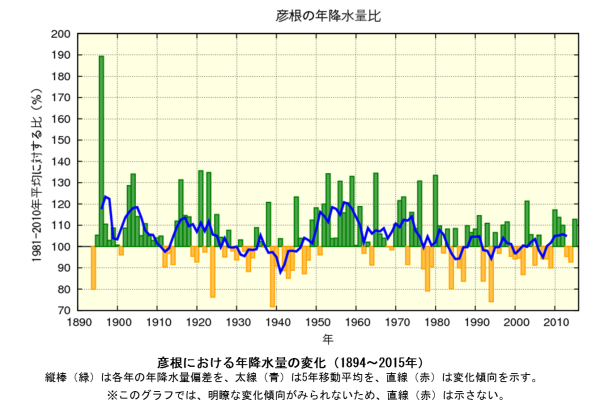 彦根の年降水量比
1981-2010年平均に対する比（%）
200
190
180
170
160
150
140
130
120
110
100
90
80
70
1890 1900 1910 1920 1930 1940 1950 1960 1970 1980 1990 2000 2010
年
彦根における年降水量の変化（1894～2015年）
縦棒（緑）は各年の年降水量偏差を、太線（青）は5年移動平均を、直線（赤）は変化傾向を示す。
※このグラフでは、明瞭な変化傾向がみられないため、直線（赤）は示さない。